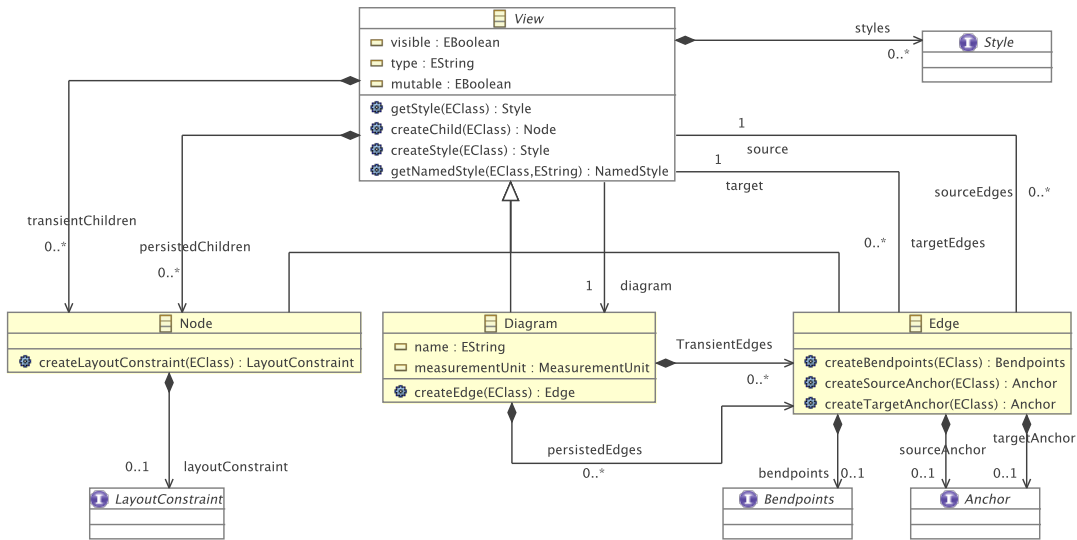 View
visible : EBoolean
type : EString
mutable : EBoolean
getStyle(EClass) : Style
createChild(EClass) : Node
createStyle(EClass) : Style
getNamedStyle(EClass,EString) : NamedStyle
styles
0..*
I
Style
1
source
1
target
sourceEdges
0..*
0..*
targetEdges
transientChildren
0..*
persistedChildren
0..*
1
diagram
Node
createLayoutConstraint(EClass) : LayoutConstraint
Diagram
name : EString
measurementUnit : MeasurementUnit
createEdge(EClass) : Edge
TransientEdges
0..*
Edge
createBendpoints(EClass) : Bendpoints
createSourceAnchor(EClass) : Anchor
createTargetAnchor(EClass) : Anchor
persistedEdges
0..*
0..1
layoutConstraint
bendpoints
0..1
sourceAnchor
0..1
targetAnchor
0..1
I
LayoutConstraint
I
Bendpoints
I
Anchor